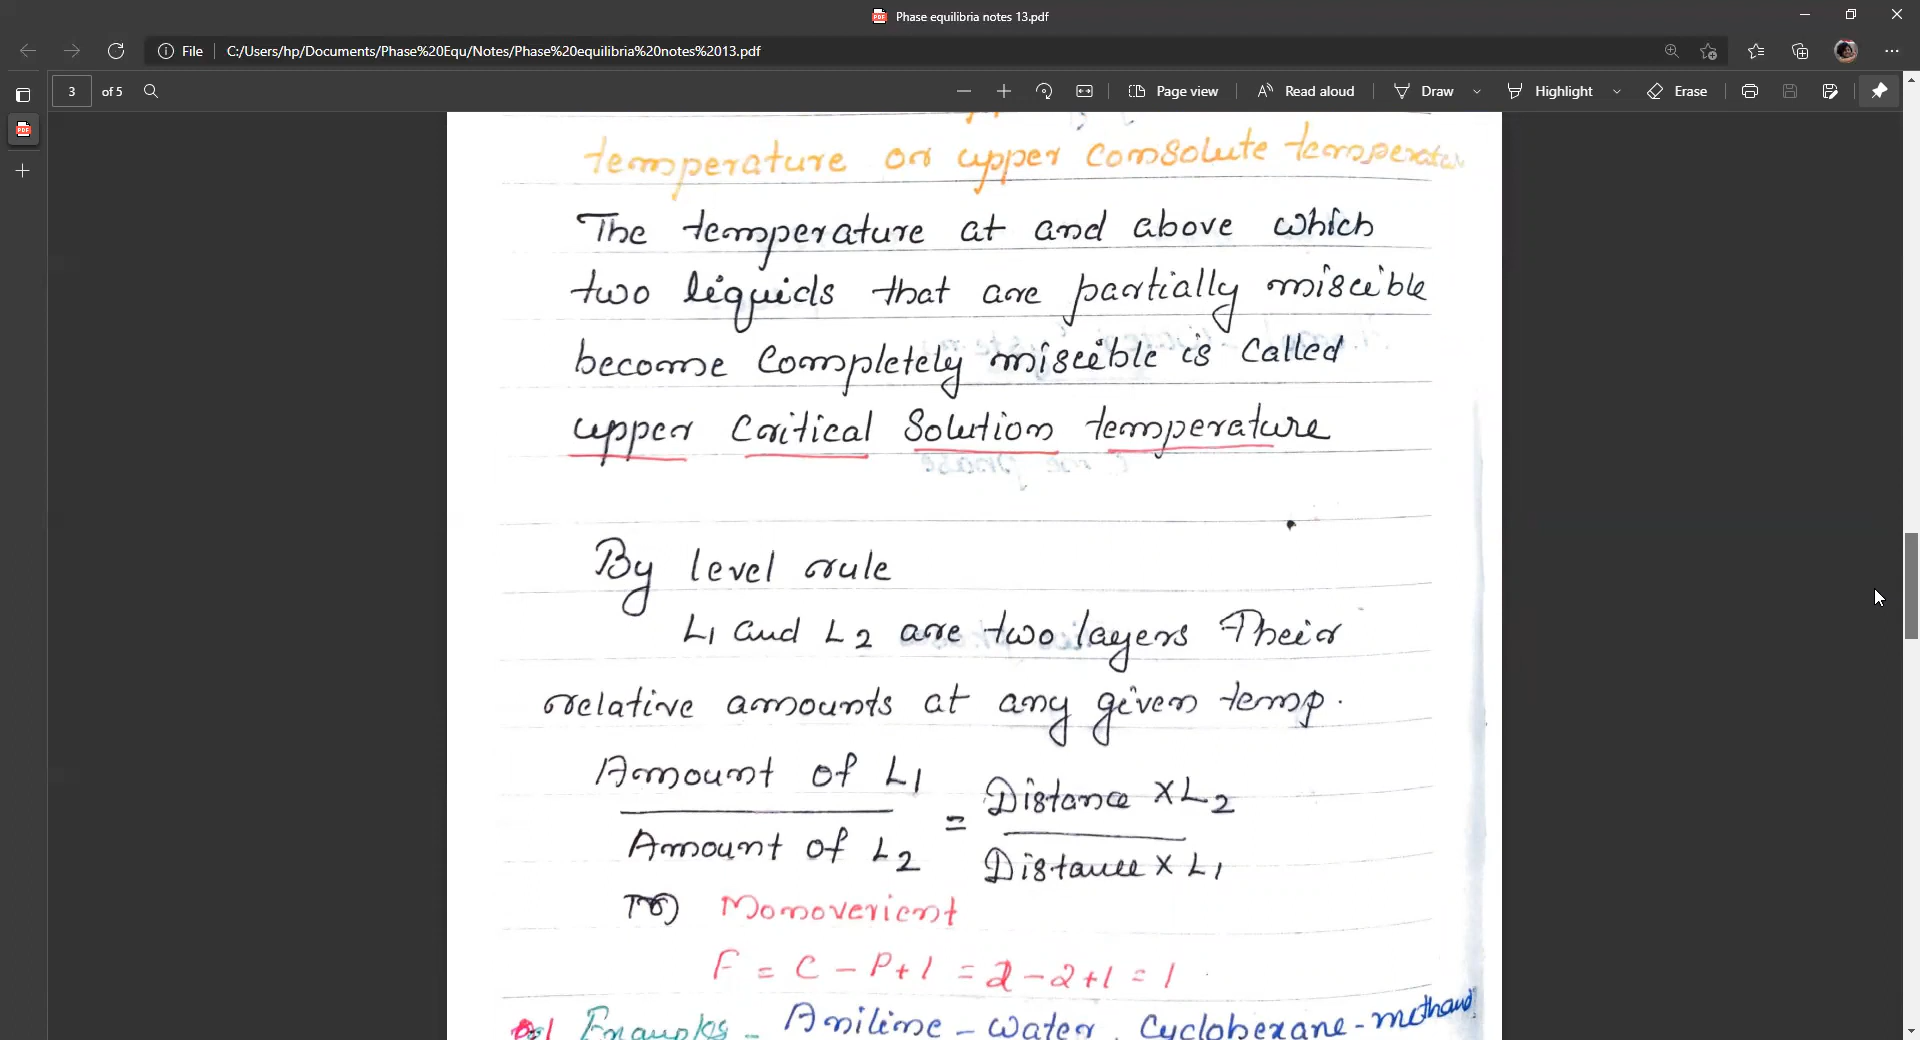 Phase equilibria notes 13.pdf
File C:/Users/hp/Documents/Phase%20Equ/Notes/Phase%20equilibria%20notes%2013.pdf
3 of 5 Page view Read aloud Draw Highlight Erase
temperature or upper consolute temperatu
The temperature at and above which
two liquids that are partially miscible
become Completely miscible is Called
upper Critical Solution temperature
By level rule
L1 and L2 are two layers Their
relative amounts at any given temp.
Amount of L1
Amount of L2
=
Distance XL2
Distance X L1
Monoverient
F = C - P + 1 = 2 - 2 + 1 = 1
Examples - Aniline - water, Cyclohexane - methanol